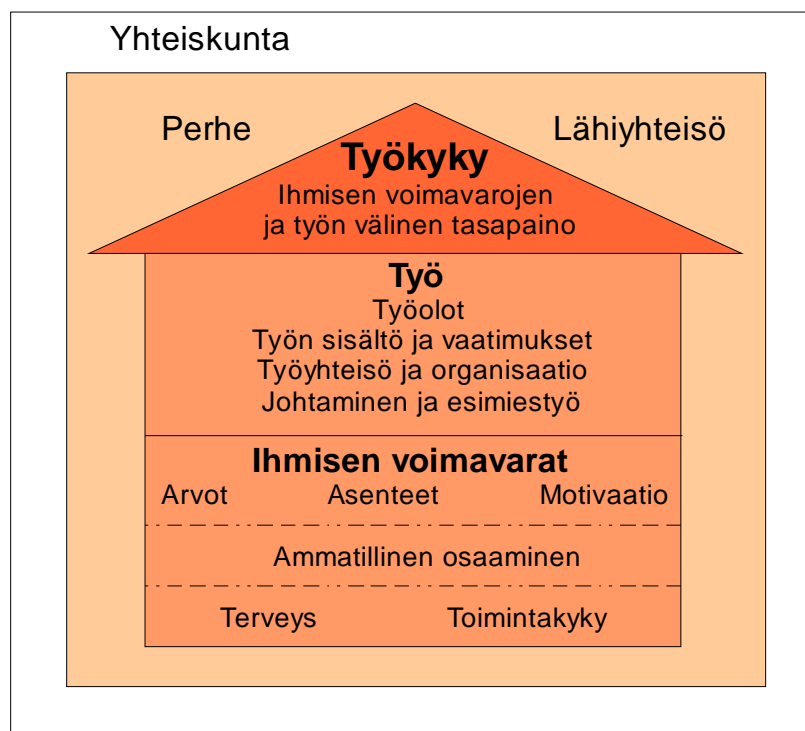 Yhteiskunta
Perhe Lähiyhteisö
Työkyky
Ihmisen voimavarojen
ja työn välinen tasapaino
Työ
Työolot
Työn sisältö ja vaatimukset
Työyhteisö ja organisaatio
Johtaminen ja esimiestyö
Ihmisen voimavarat
Arvot Asenteet Motivaatio
Ammatillinen osaaminen
Terveys Toimintakyky